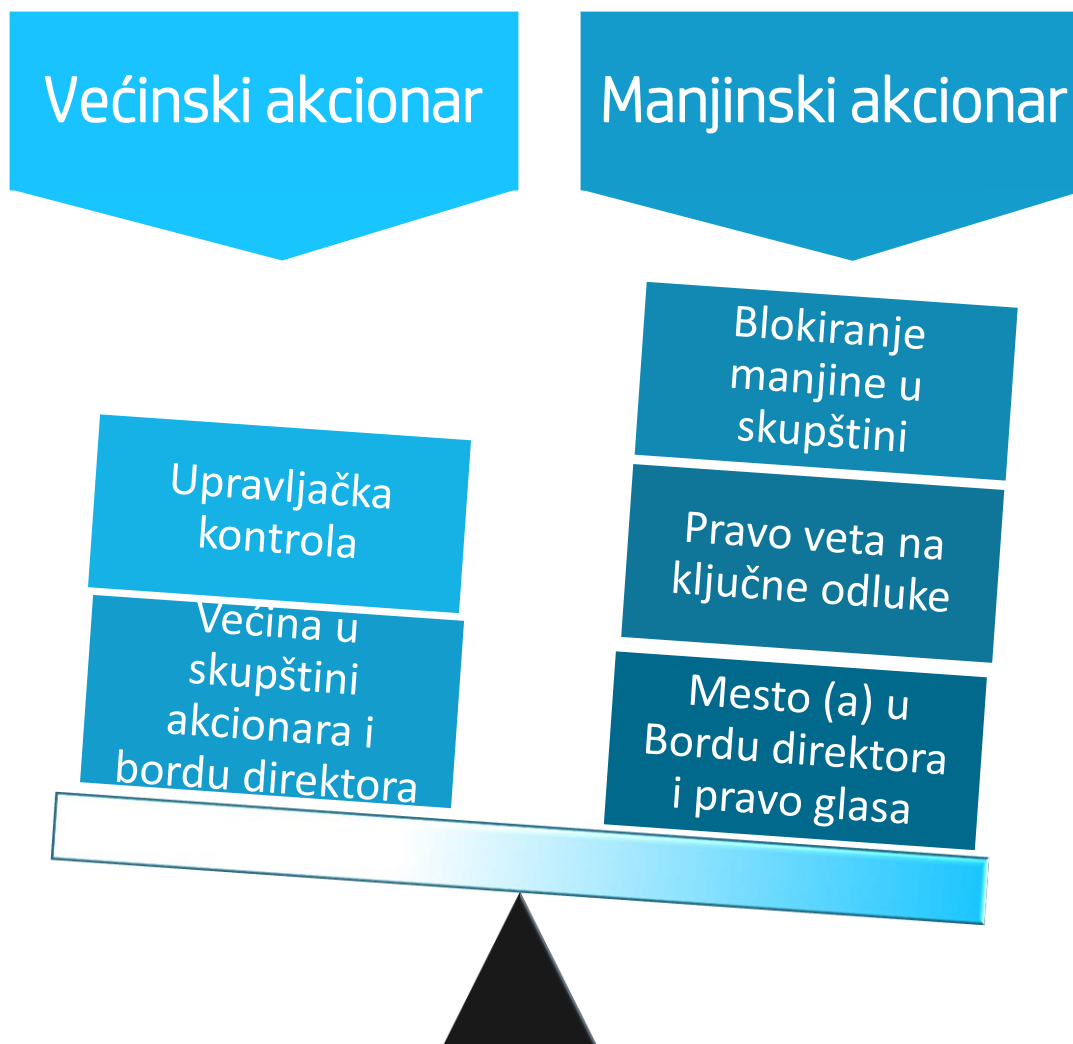 Većinski akcionar
Manjinski akcionar
Upravljačka
kontrola
Većina u
skupštini
akcionara i
bordu direktora
Blokiranje
manjine u
skupštini
Pravo veta na
ključne odluke
Mesto (a) u
Bordu direktora
i pravo glasa